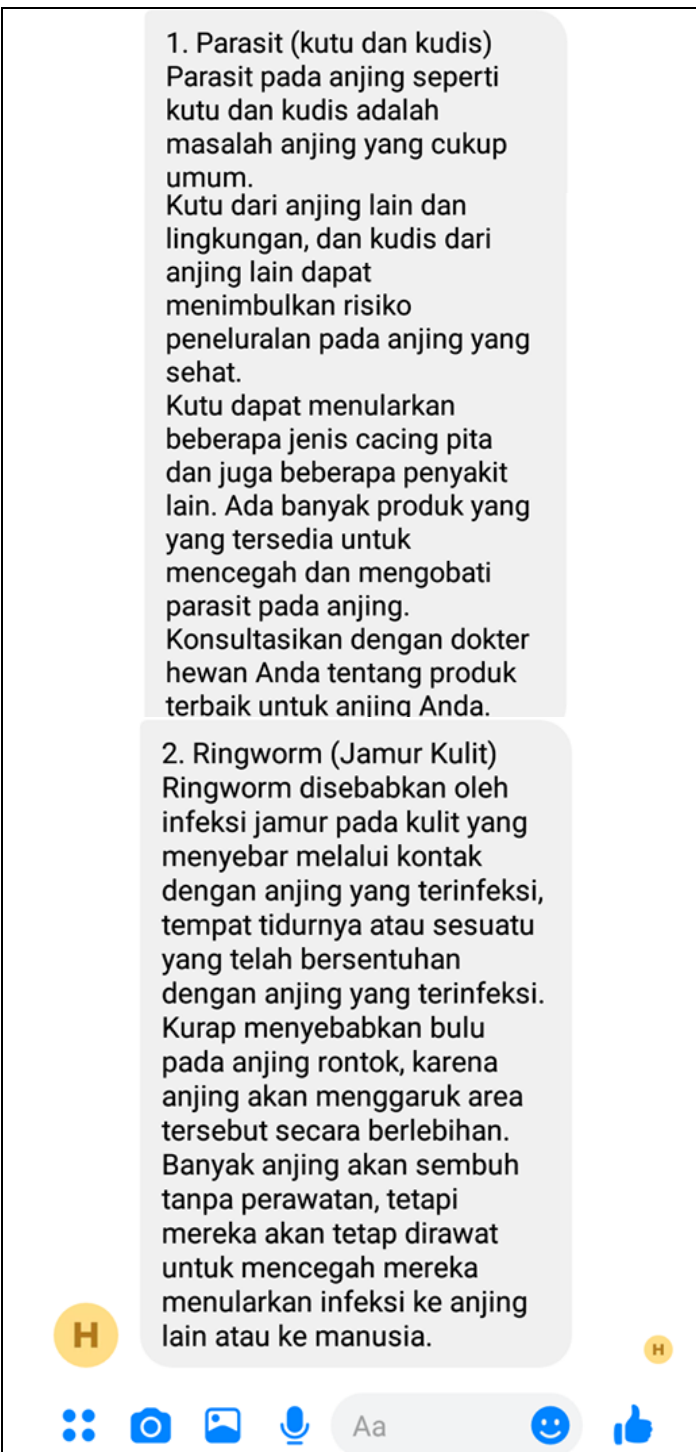 1. Parasit (kutu dan kudis)
Parasit pada anjing seperti
kutu dan kudis adalah
masalah anjing yang cukup
umum.
Kutu dari anjing lain dan
lingkungan, dan kudis dari
anjing lain dapat
menimbulkan risiko
peneluralan pada anjing yang
sehat.
Kutu dapat menularkan
beberapa jenis cacing pita
dan juga beberapa penyakit
lain. Ada banyak produk yang
yang tersedia untuk
mencegah dan mengobati
parasit pada anjing.
Konsultasikan dengan dokter
hewan Anda tentang produk
terbaik untuk anjing Anda.
2. Ringworm (Jamur Kulit)
Ringworm disebabkan oleh
infeksi jamur pada kulit yang
menyebar melalui kontak
dengan anjing yang terinfeksi,
tempat tidurnya atau sesuatu
yang telah bersentuhan
dengan anjing yang terinfeksi.
Kurap menyebabkan bulu
pada anjing rontok, karena
anjing akan menggaruk area
tersebut secara berlebihan.
Banyak anjing akan sembuh
tanpa perawatan, tetapi
mereka akan tetap dirawat
untuk mencegah mereka
menularkan infeksi ke anjing
lain atau ke manusia.
H
H
Aa